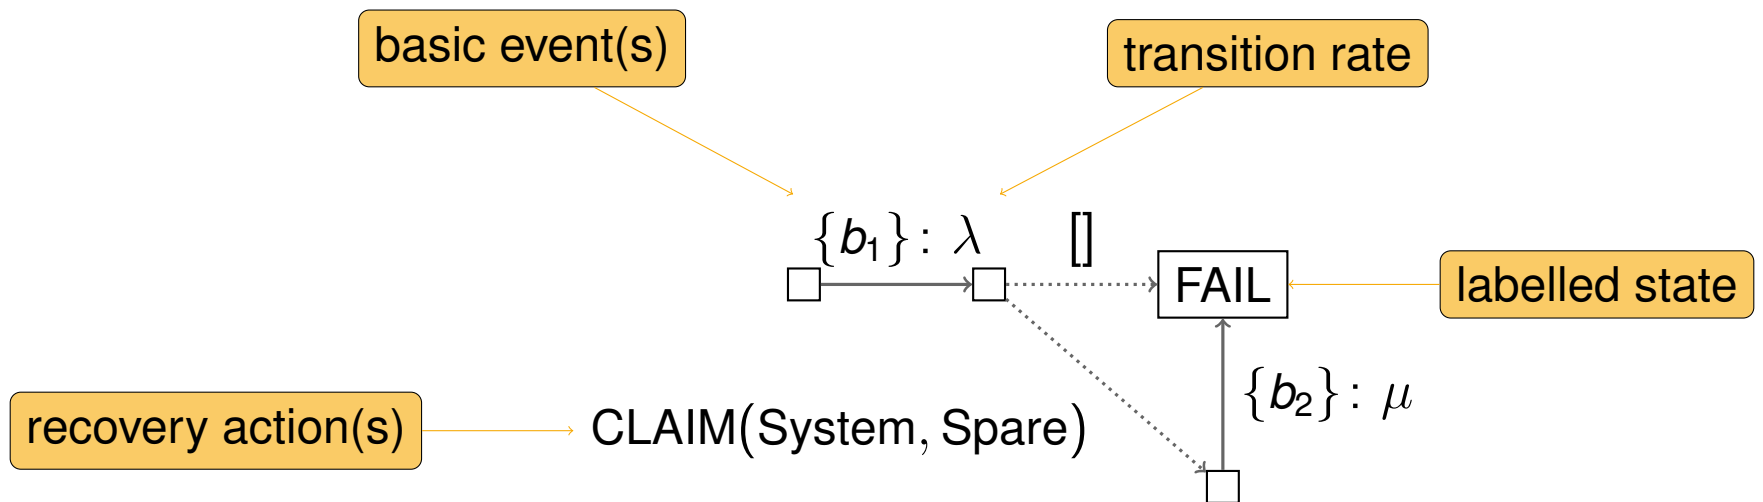 basic event(s)
transition rate
{b₁}: λ
[]
FAIL
labelled state
{b₂}: μ
recovery action(s)
CLAIM(System, Spare)